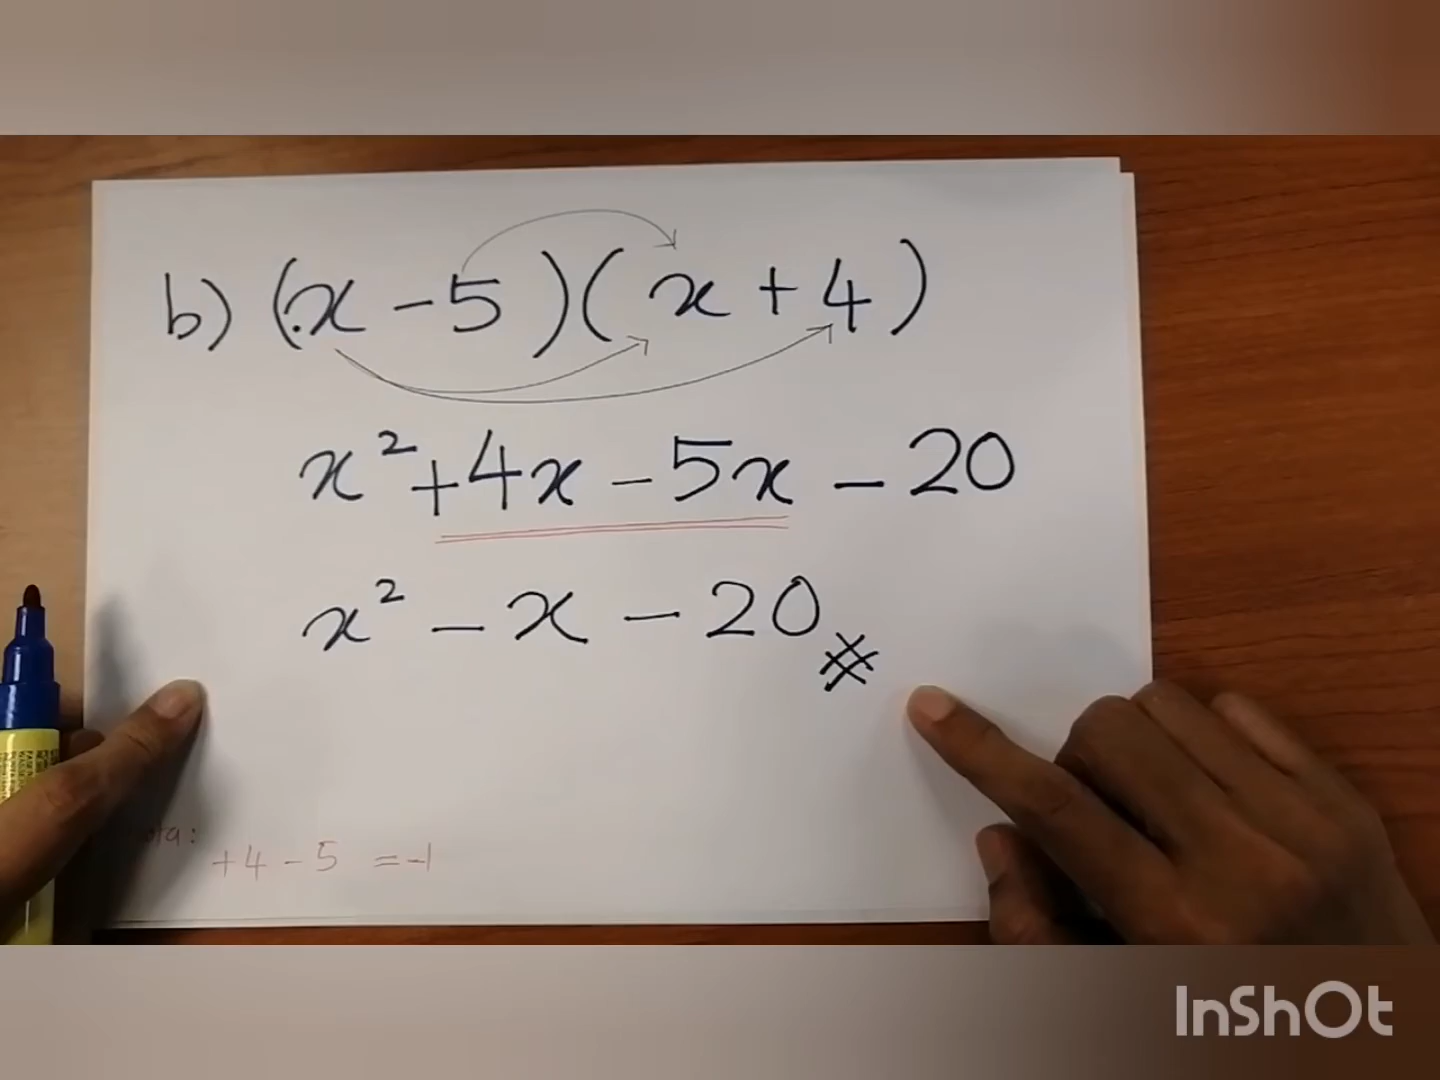 b) (x - 5)(x + 4)
x² + 4x - 5x - 20
x² - x - 20
+4 - 5 = -1
InShOt